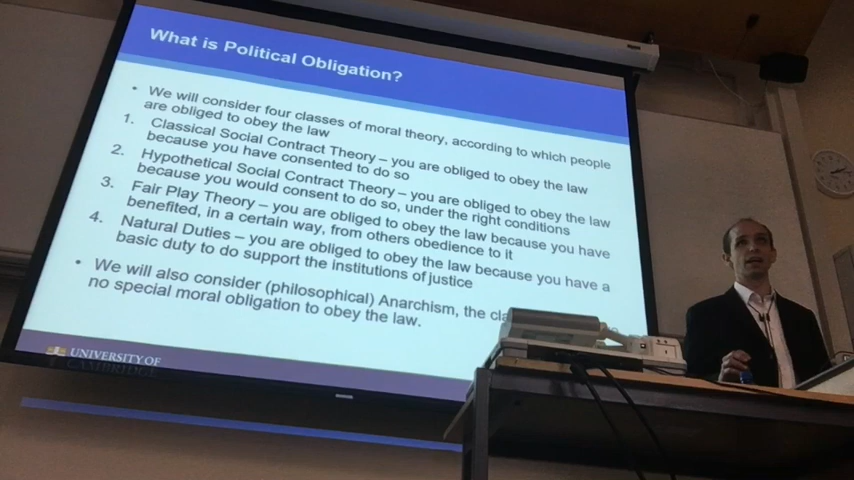 What is Political Obligation?
• We will consider four classes of moral theory, according to which people
are obliged to obey the law
1. Classical Social Contract Theory – you are obliged to obey the law
because you have consented to do so
2. Hypothetical Social Contract Theory – you are obliged to obey the law
because you would consent to do so, under the right conditions
3. Fair Play Theory – you are obliged to obey the law because you have
benefited, in a certain way, from others obedience to it
4. Natural Duties – you are obliged to obey the law because you have a
basic duty to do support the institutions of justice
• We will also consider (philosophical) Anarchism, the
no special moral obligation to obey the law.
UNIVERSITY OF
CAMBRIDGE